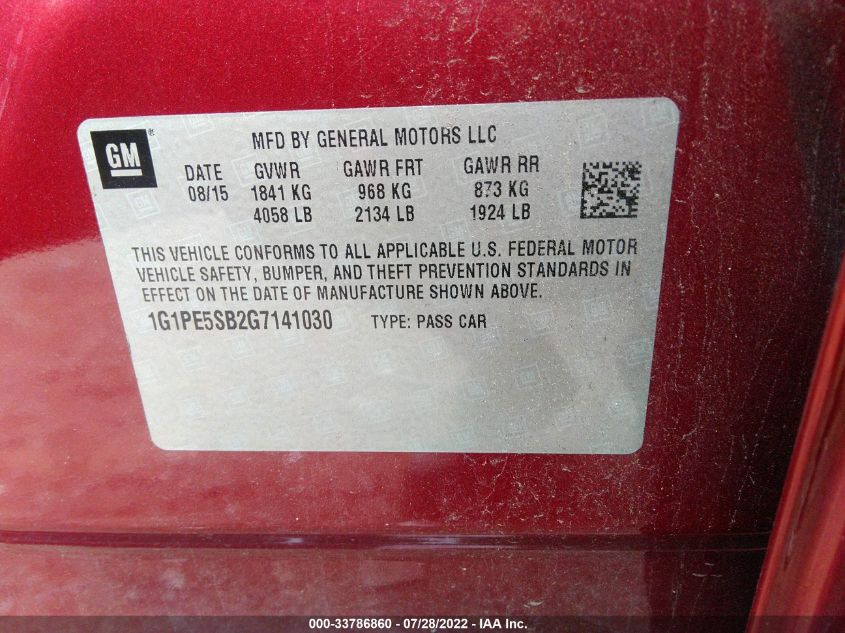 GM ®
MFD BY GENERAL MOTORS LLC
DATE GVWR GAWR FRT GAWR RR
08/15 1841 KG 968 KG 873 KG
4058 LB 2134 LB 1924 LB
THIS VEHICLE CONFORMS TO ALL APPLICABLE U.S. FEDERAL MOTOR
VEHICLE SAFETY, BUMPER, AND THEFT PREVENTION STANDARDS IN
EFFECT ON THE DATE OF MANUFACTURE SHOWN ABOVE.
1G1PE5SB2G7141030 TYPE: PASS CAR
000-33786860 - 07/28/2022 - IAA Inc.